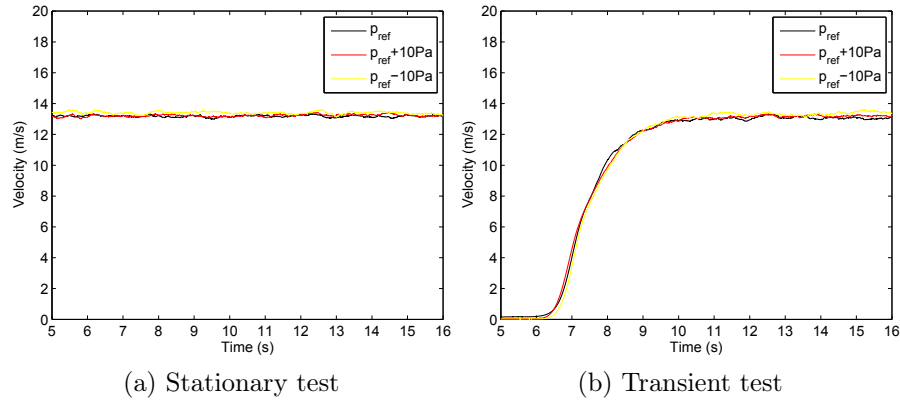 20
18
16
14
12
10
8
6
4
2
0
Velocity (m/s)
5 6 7 8 9 10 11 12 13 14 15 16
Time (s)
p_ref
p_ref+10Pa
p_ref−10Pa
(a) Stationary test
20
18
16
14
12
10
8
6
4
2
0
Velocity (m/s)
5 6 7 8 9 10 11 12 13 14 15 16
Time (s)
p_ref
p_ref+10Pa
p_ref−10Pa
(b) Transient test